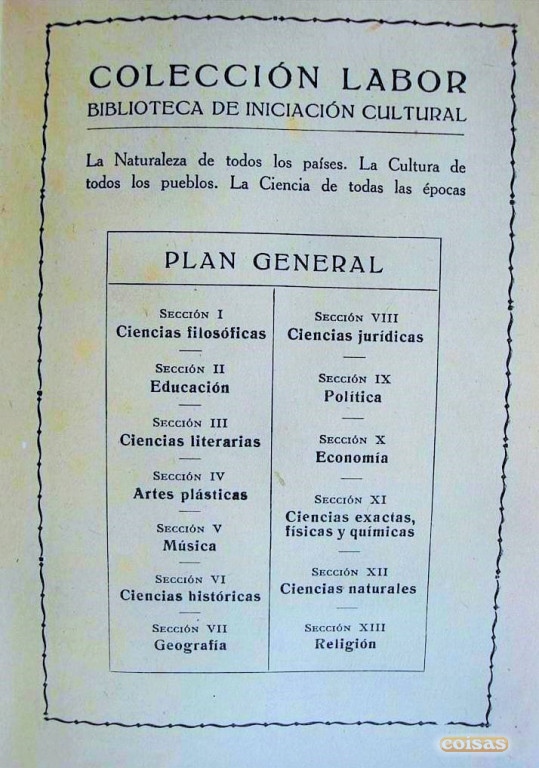 COLECCIÓN LABOR
BIBLIOTECA DE INICIACIÓN CULTURAL
La Naturaleza de todos los países. La Cultura de
todos los pueblos. La Ciencia de todas las épocas
PLAN GENERAL
SECCIÓN I
Ciencias filosóficas
SECCIÓN II
Educación
SECCIÓN III
Ciencias literarias
SECCIÓN IV
Artes plásticas
SECCIÓN V
Música
SECCIÓN VI
Ciencias históricas
SECCIÓN VII
Geografía
SECCIÓN VIII
Ciencias jurídicas
SECCIÓN IX
Política
SECCIÓN X
Economía
SECCIÓN XI
Ciencias exactas,
físicas y químicas
SECCIÓN XII
Ciencias naturales
SECCIÓN XIII
Religión
coisas